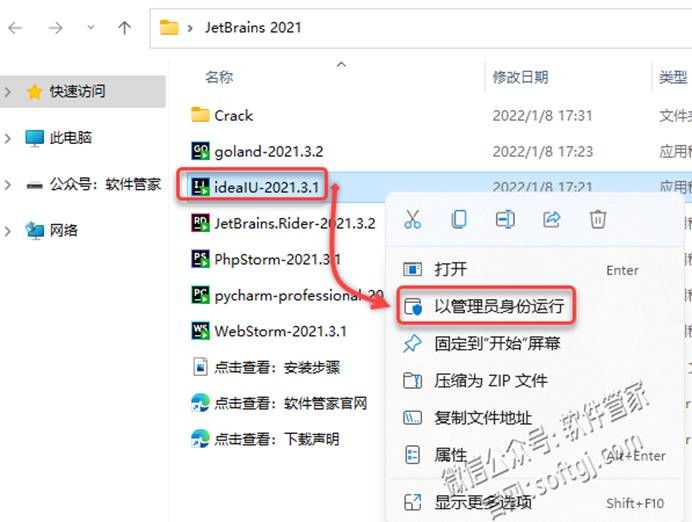 JetBrains 2021
名称 修改日期 类型
快速访问
Crack 2022/1/8 17:31 文件夹
此电脑
goland-2021.3.2 2022/1/8 17:23 应用程
公众号：软件管家
ideaIU-2021.3.1 2022/1/8 17:21 应用程
网络
JetBrains.Rider-2021.3.2
PhpStorm-2021.3.1
打开 Enter
pycharm-professional-20
以管理员身份运行
WebStorm-2021.3.1
固定到"开始"屏幕
点击查看：安装步骤
压缩为 ZIP 文件
点击查看：软件管家官网
复制文件地址
点击查看：下载声明
属性 Alt+Enter
显示更多选项 Shift+F10
微信公众号：软件管家
官网：softgj.com